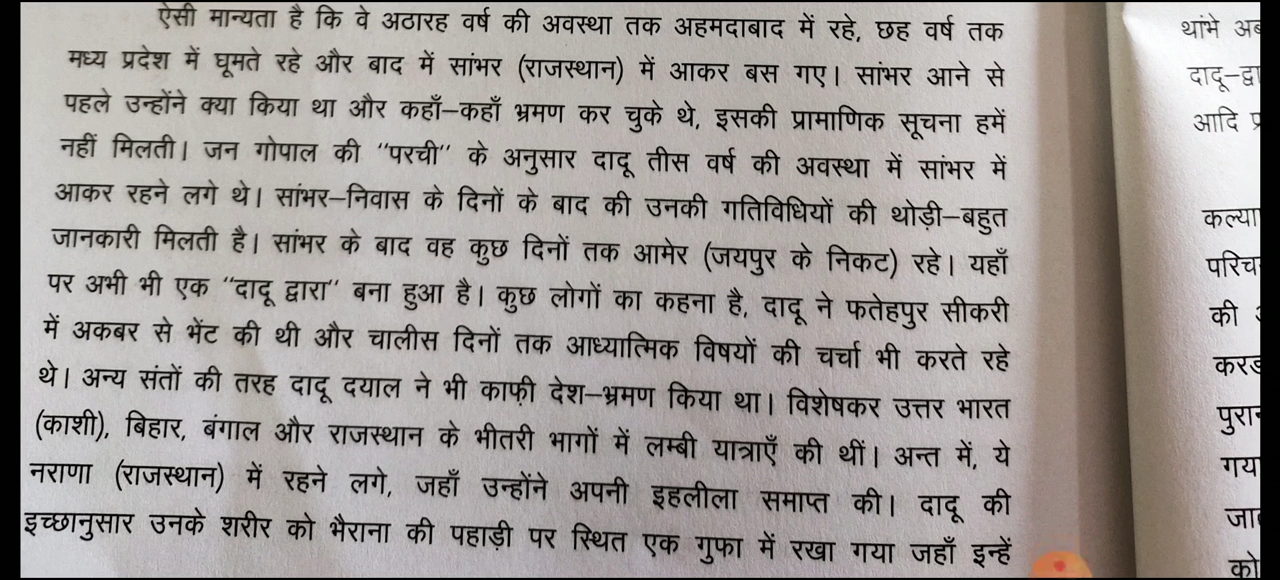 ऐसी मान्यता है कि वे अठारह वर्ष की अवस्था तक अहमदाबाद में रहे, छह वर्ष तक
मध्य प्रदेश में घूमते रहे और बाद में सांभर (राजस्थान) में आकर बस गए। सांभर आने से
पहले उन्होंने क्या किया था और कहाँ–कहाँ भ्रमण कर चुके थे, इसकी प्रामाणिक सूचना हमें
नहीं मिलती। जन गोपाल की "परची" के अनुसार दादू तीस वर्ष की अवस्था में सांभर में
आकर रहने लगे थे। सांभर–निवास के दिनों के बाद की उनकी गतिविधियों की थोड़ी–बहुत
जानकारी मिलती है। सांभर के बाद वह कुछ दिनों तक आमेर (जयपुर के निकट) रहे। यहाँ
पर अभी भी एक "दादू द्वारा" बना हुआ है। कुछ लोगों का कहना है, दादू ने फतेहपुर सीकरी
में अकबर से भेंट की थी और चालीस दिनों तक आध्यात्मिक विषयों की चर्चा भी करते रहे
थे। अन्य संतों की तरह दादू दयाल ने भी काफ़ी देश–भ्रमण किया था। विशेषकर उत्तर भारत
(काशी), बिहार, बंगाल और राजस्थान के भीतरी भागों में लम्बी यात्राएँ की थीं। अन्त में, ये
नराणा (राजस्थान) में रहने लगे, जहाँ उन्होंने अपनी इहलीला समाप्त की। दादू की
इच्छानुसार उनके शरीर को भैराना की पहाड़ी पर स्थित एक गुफा में रखा गया जहाँ इन्हें
थांभे
आदि
की
गया